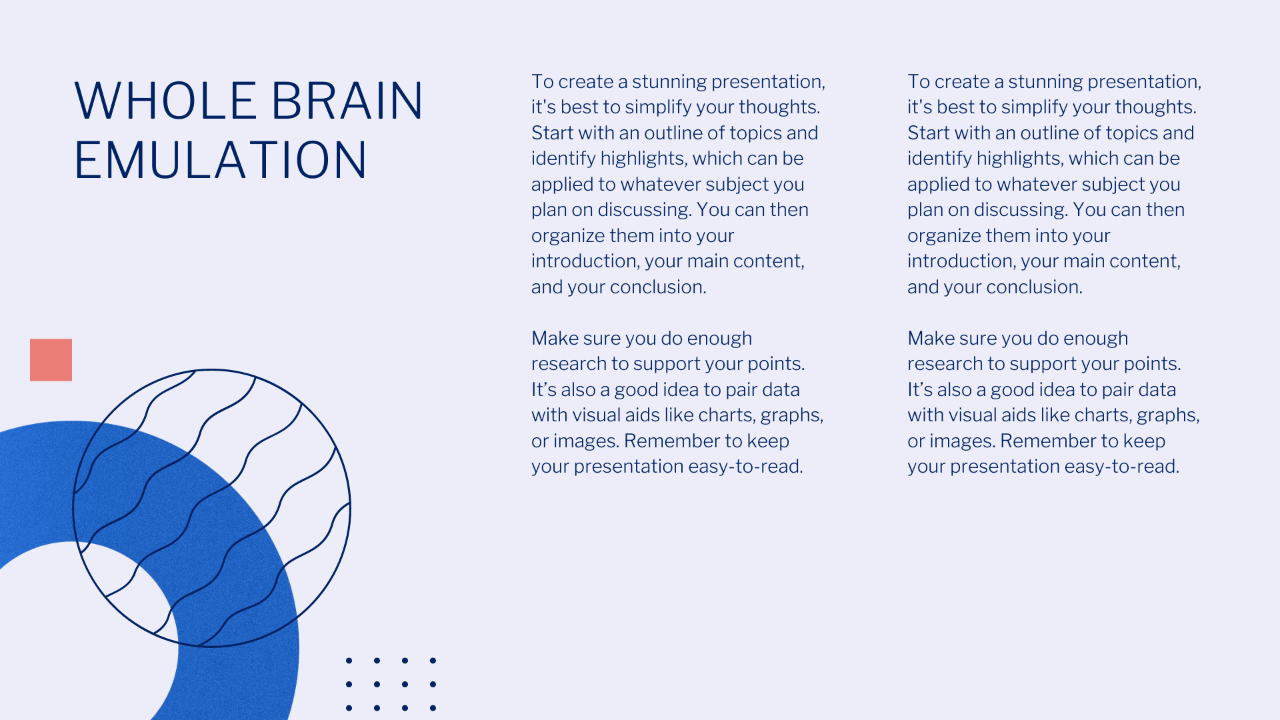 WHOLE BRAIN
EMULATION
To create a stunning presentation,
it's best to simplify your thoughts.
Start with an outline of topics and
identify highlights, which can be
applied to whatever subject you
plan on discussing. You can then
organize them into your
introduction, your main content,
and your conclusion.
Make sure you do enough
research to support your points.
It’s also a good idea to pair data
with visual aids like charts, graphs,
or images. Remember to keep
your presentation easy-to-read.
To create a stunning presentation,
it's best to simplify your thoughts.
Start with an outline of topics and
identify highlights, which can be
applied to whatever subject you
plan on discussing. You can then
organize them into your
introduction, your main content,
and your conclusion.
Make sure you do enough
research to support your points.
It’s also a good idea to pair data
with visual aids like charts, graphs,
or images. Remember to keep
your presentation easy-to-read.